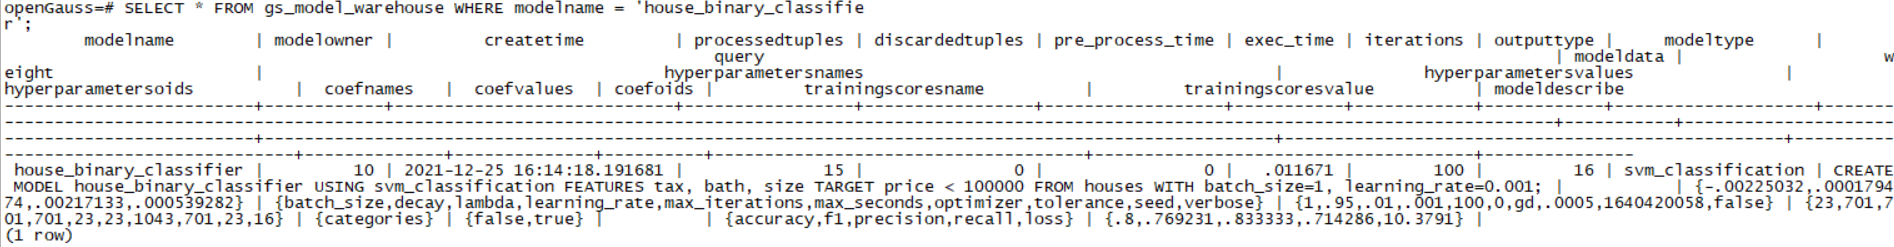 openGauss=# SELECT * FROM gs_model_warehouse WHERE modelname = 'house_binary_classifie
r';
modelname | modelowner | createtime | processedtuples | discardedtuples | pre_process_time | exec_time | iterations | outputtype | modeltype |
query | modeldata | w
eight | hyperparametersnames | hyperparametersvalues |
hyperparametersoids | coefnames | coefvalues | coefoids | trainingscoresname | trainingscoresvalue | modeldescribe
house_binary_classifier | 10 | 2021-12-25 16:14:18.191681 | 15 | 0 | 0 | .011671 | 100 | 16 | svm_classification | CREATE
MODEL house_binary_classifier USING svm_classification FEATURES tax, bath, size TARGET price < 100000 FROM houses WITH batch_size=1, learning_rate=0.001; | | {-.00225032,.0001794
74,.00217133,.000539282} | {batch_size,decay,lambda,learning_rate,max_iterations,max_seconds,optimizer,tolerance,seed,verbose} | {1,.95,.01,.001,100,0,gd,.0005,1640420058,false} | {23,701,7
01,701,23,23,1043,701,23,16} | {categories} | {false,true} | | {accuracy,f1,precision,recall,loss} | {.8,.769231,.833333,.714286,10.3791} |
(1 row)